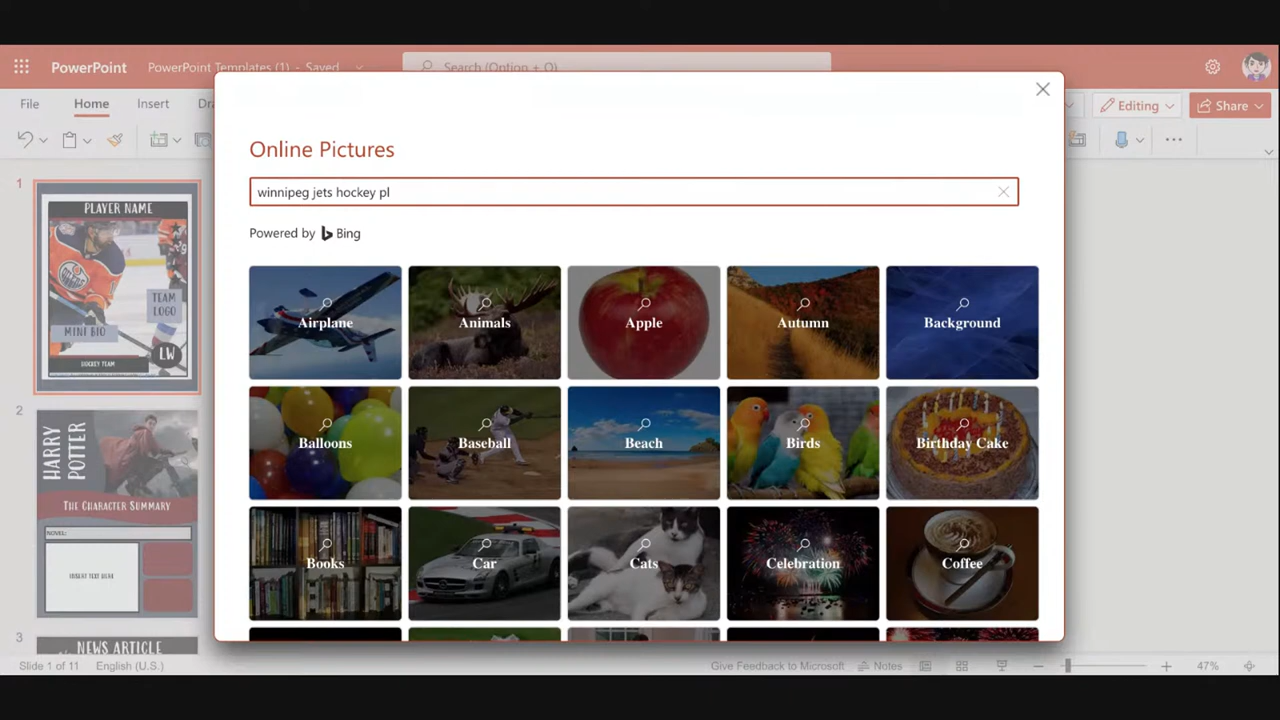 PowerPoint
PowerPoint Templates (1) - Saved
Search (Option + Q)
File
Home
Insert
Dr
Editing
Share
Online Pictures
winnipeg jets hockey pl
Powered by Bing
Airplane
Animals
Apple
Autumn
Background
Balloons
Baseball
Beach
Birds
Birthday Cake
Books
Car
Cats
Celebration
Coffee
1
PLAYER NAME
TEAM
LOGO
MINI BIO
LW
HOCKEY TEAM
2
HARRY
POTTER
THE CHARACTER SUMMARY
NOVEL:
INSERT TEXT HERE
3
NEWS ARTICLE
Slide 1 of 11
English (U.S.)
Give Feedback to Microsoft
Notes
47%